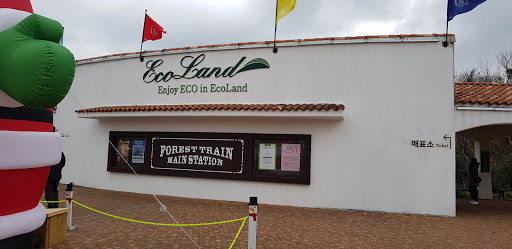 EcoLand
Enjoy ECO in EcoLand
FOREST TRAIN
MAIN STATION
매표소 Ticket